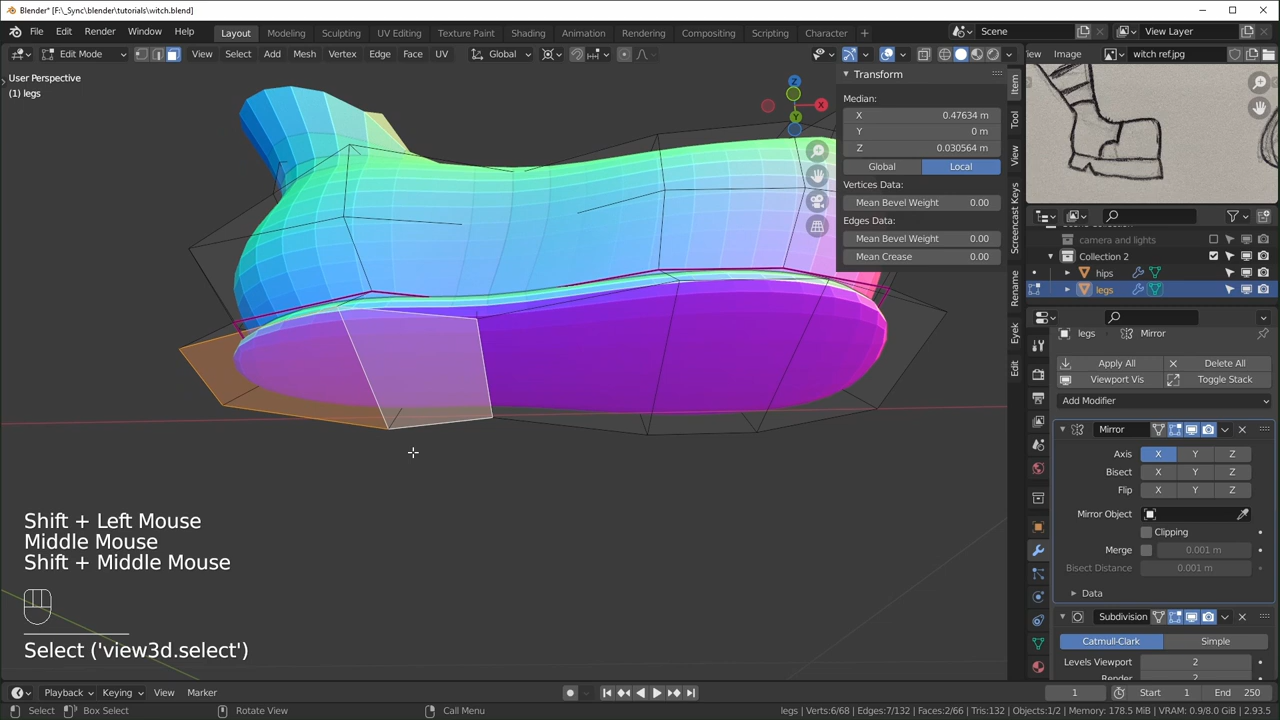 Blender* [F:\_Sync\blender\tutorials\witch.blend]
File Edit Render Window Help Layout Modeling Sculpting UV Editing Texture Paint Shading Animation Rendering Compositing Scripting Character + Scene View Layer
Edit Mode View Select Add Mesh Vertex Edge Face UV Global iew Image witch ref.jpg
User Perspective
(1) legs
X
Y
Z
Transform
Median:
X 0.47634 m
Y 0 m
Z 0.030564 m
Global Local
Vertices Data:
Mean Bevel Weight 0.00
Edges Data:
Mean Bevel Weight 0.00
Mean Crease 0.00
Item
Tool
View
Screencast Keys
Rename
Eyek
Edit
camera and lights
Collection 2
hips
legs
legs Mirror
Apply All Delete All
Viewport Vis Toggle Stack
Add Modifier
Mirror
Axis X Y Z
Bisect X Y Z
Flip X Y Z
Mirror Object
Clipping
Merge 0.001 m
Bisect Distance 0.001 m
Data
Subdivision
Catmull-Clark Simple
Levels Viewport 2
Shift + Left Mouse
Middle Mouse
Shift + Middle Mouse
Select ('view3d.select')
Playback Keying View Marker 1 Start 1 End 250
Select Box Select Rotate View Call Menu legs | Verts:6/68 | Edges:7/132 | Faces:2/66 | Tris:132 | Objects:1/2 | Memory: 178.5 MiB | VRAM: 0.9/8.0 GiB | 2.93.5